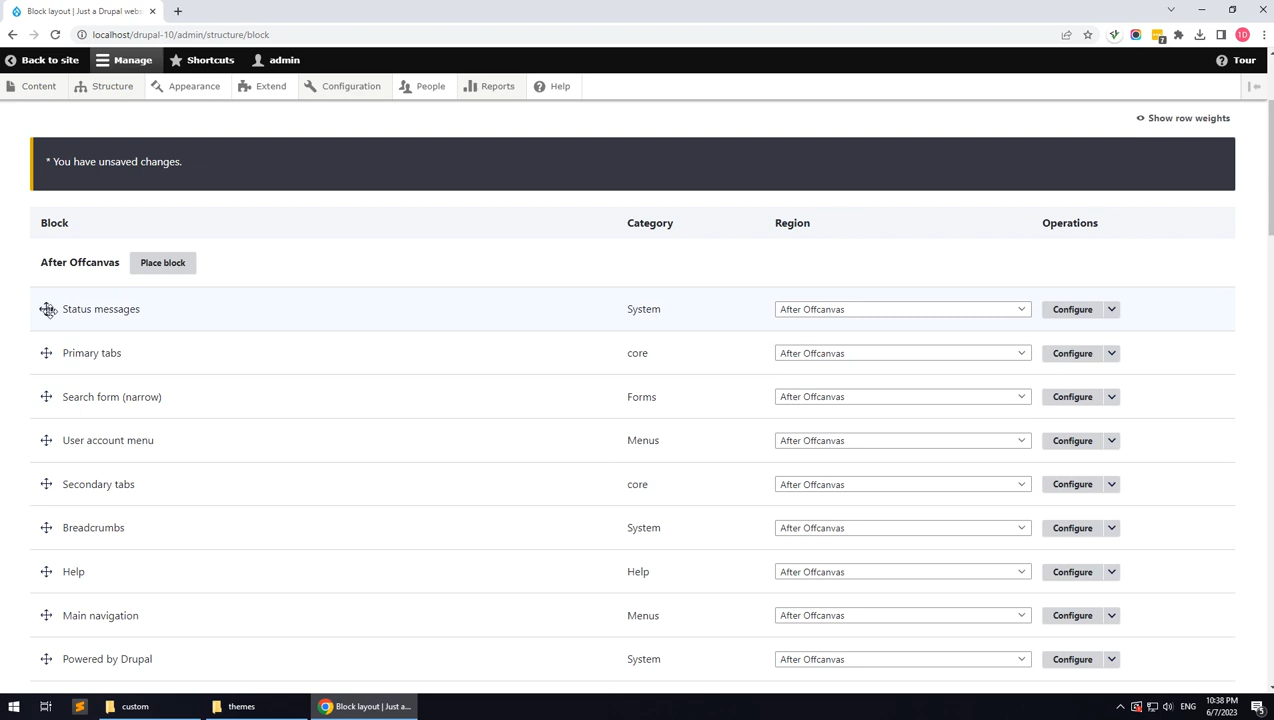 Block layout | Just a Drupal webs
localhost/drupal-10/admin/structure/block
7
10
Back to site
Manage
Shortcuts
admin
Tour
Content
Structure
Appearance
Extend
Configuration
People
Reports
Help
Show row weights
* You have unsaved changes.
Block Category Region Operations
After Offcanvas Place block
Status messages System After Offcanvas Configure
Primary tabs core After Offcanvas Configure
Search form (narrow) Forms After Offcanvas Configure
User account menu Menus After Offcanvas Configure
Secondary tabs core After Offcanvas Configure
Breadcrumbs System After Offcanvas Configure
Help Help After Offcanvas Configure
Main navigation Menus After Offcanvas Configure
Powered by Drupal System After Offcanvas Configure
custom
themes
Block layout | Just a...
ENG
10:38 PM
6/7/2023
5